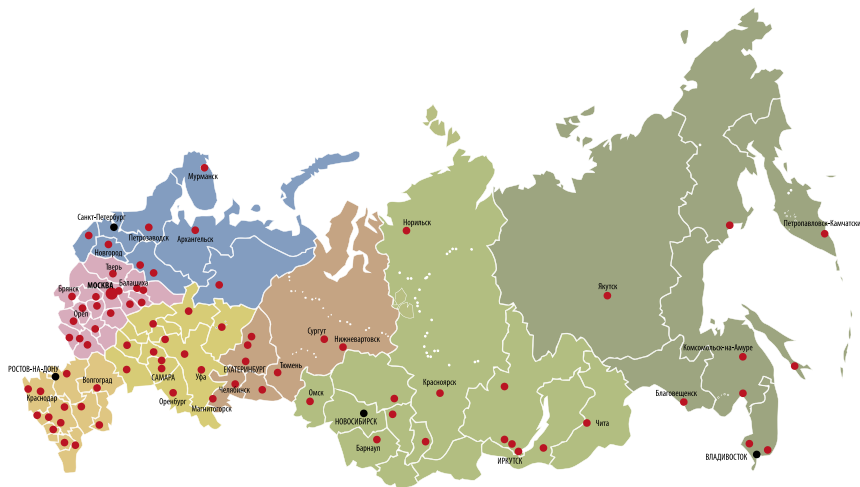 Мурманск
Санкт-Петербург
Петрозаводск
Архангельск
Норильск
Петропавловск-Камчатски
Новгород
Тверь
МОСКВА
Балашиха
Брянск
Орёл
Якутск
Сургут
Нижневартовск
Комсомольск-на-Амуре
РОСТОВ-НА-ДОНУ
ЕКАТЕРИНБУРГ
Тюмень
Волгоград
САМАРА
Уфа
Челябинск
Красноярск
Омск
Благовещенск
Краснодар
Оренбург
Магнитогорск
НОВОСИБИРСК
Чита
Барнаул
ИРКУТСК
ВЛАДИВОСТОК